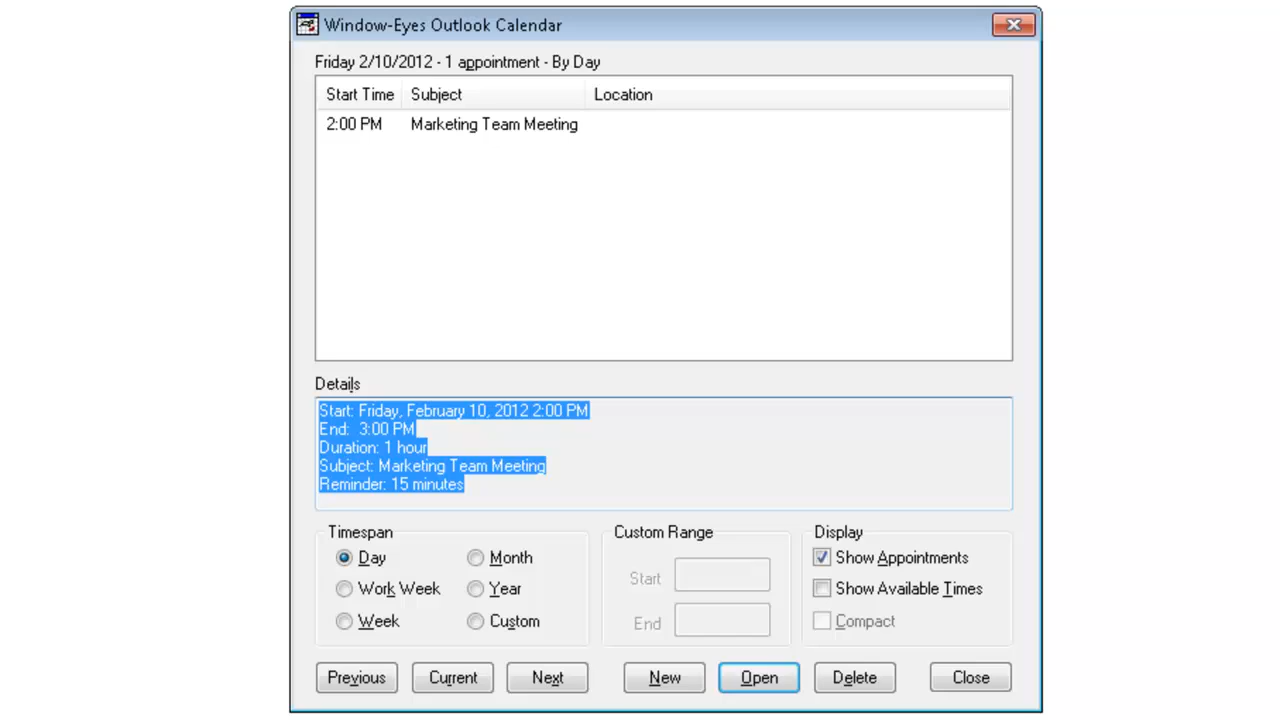 Window-Eyes Outlook Calendar
Friday 2/10/2012 - 1 appointment - By Day
Start Time Subject Location
2:00 PM Marketing Team Meeting
Details
Start: Friday, February 10, 2012 2:00 PM
End: 3:00 PM
Duration: 1 hour
Subject: Marketing Team Meeting
Reminder: 15 minutes
Timespan Custom Range Display
Day Month Start Show Appointments
Work Week Year Show Available Times
Week Custom End Compact
Previous Current Next New Open Delete Close